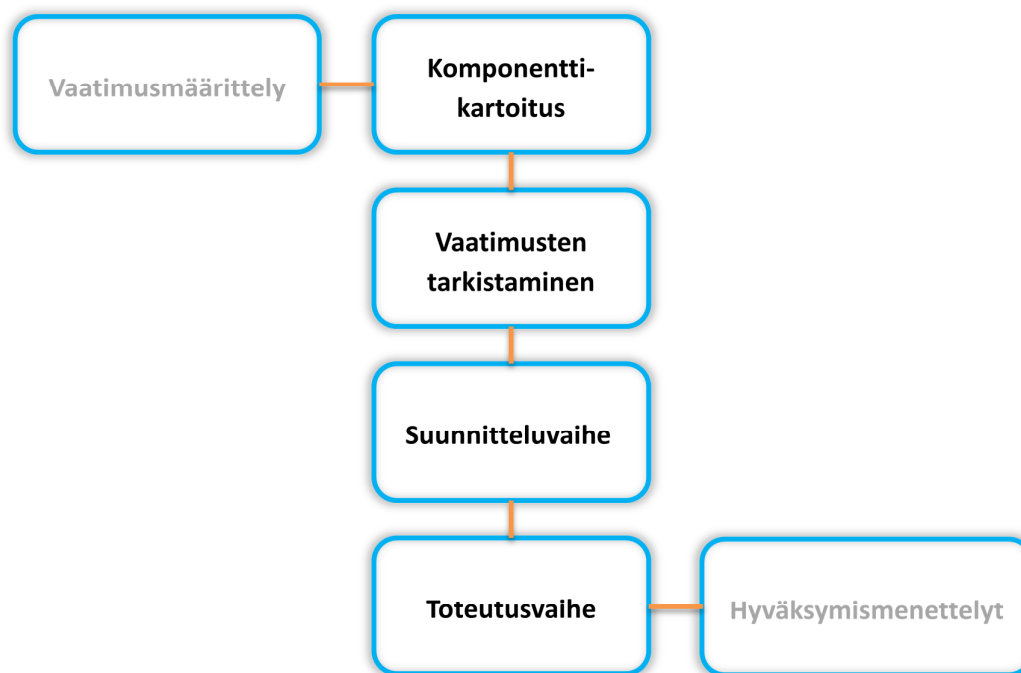 Vaatimusmäärittely
Komponentti-
kartoitus
Vaatimusten
tarkistaminen
Suunnitteluvaihe
Toteutusvaihe
Hyväksymismenettelyt